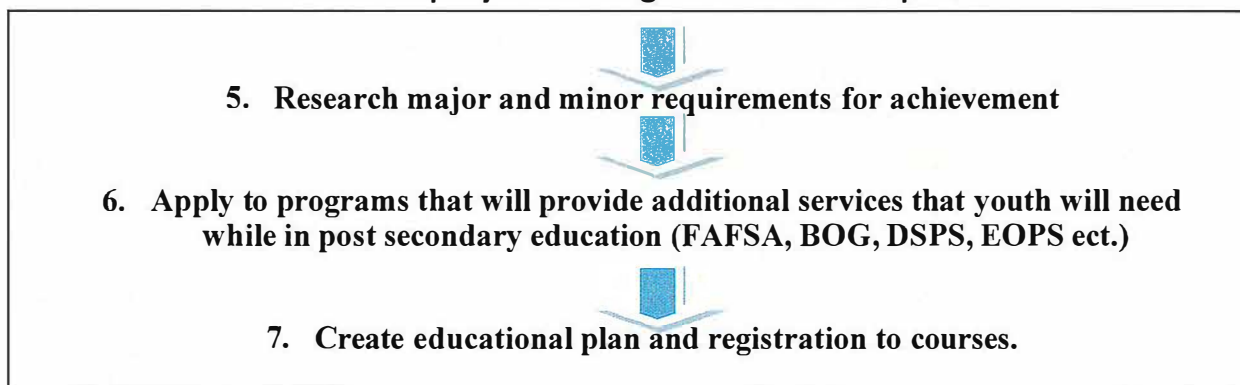 5. Research major and minor requirements for achievement
6. Apply to programs that will provide additional services that youth will need
while in post secondary education (FAFSA, BOG, DSPS, EOPS ect.)
7. Create educational plan and registration to courses.